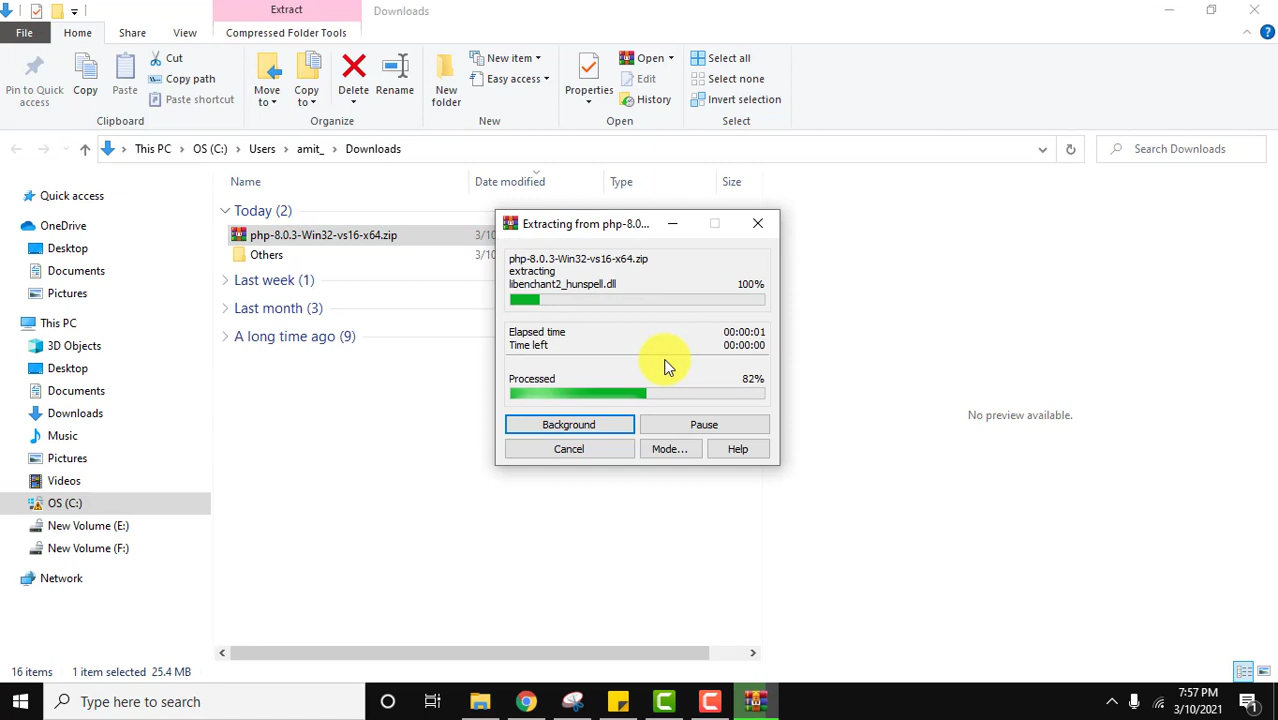 Extract
Downloads
File
Home
Share
View
Compressed Folder Tools
Pin to Quick
access
Copy
Paste
Cut
Copy path
Paste shortcut
Clipboard
Move
to
Copy
to
Delete
Rename
Organize
New
folder
New item
Easy access
New
Properties
Open
Edit
History
Open
Select all
Select none
Invert selection
Select
This PC > OS (C:) > Users > amit_ > Downloads
Search Downloads
Quick access
OneDrive
Desktop
Documents
Pictures
This PC
3D Objects
Desktop
Documents
Downloads
Music
Pictures
Videos
OS (C:)
New Volume (E:)
New Volume (F:)
Network
Name
Date modified
Type
Size
Today (2)
php-8.0.3-Win32-vs16-x64.zip
3/10
Others
3/10
Last week (1)
Last month (3)
A long time ago (9)
Extracting from php-8.0...
php-8.0.3-Win32-vs16-x64.zip
extracting
libenchant2_hunspell.dll 100%
Elapsed time 00:00:01
Time left 00:00:00
Processed 82%
Background
Pause
Cancel
Mode...
Help
No preview available.
16 items
1 item selected 25.4 MB
Type here to search
7:57 PM
3/10/2021
1